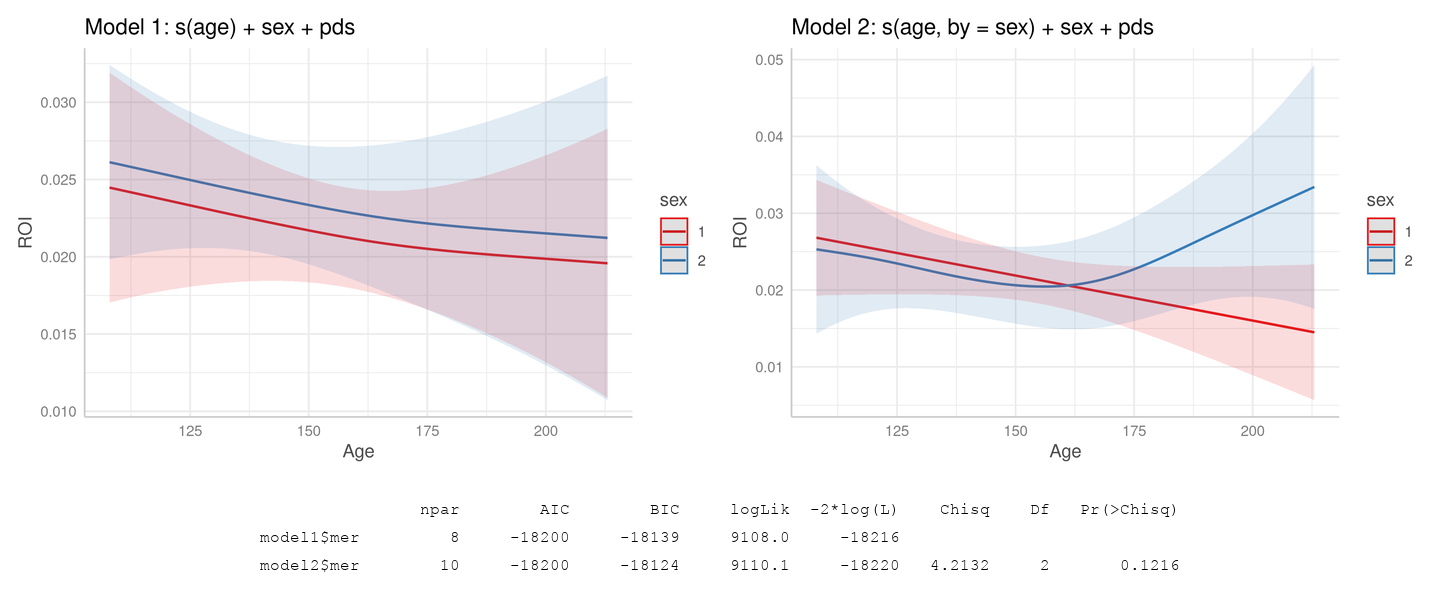 Model 1: s(age) + sex + pds
0.030
0.025
0.020
0.015
0.010
ROI
125 150 175 200
Age
sex
1
2
Model 2: s(age, by = sex) + sex + pds
0.05
0.04
0.03
0.02
0.01
ROI
125 150 175 200
Age
sex
1
2
npar AIC BIC logLik -2*log(L) Chisq Df Pr(>Chisq)
model1$mer 8 -18200 -18139 9108.0 -18216
model2$mer 10 -18200 -18124 9110.1 -18220 4.2132 2 0.1216